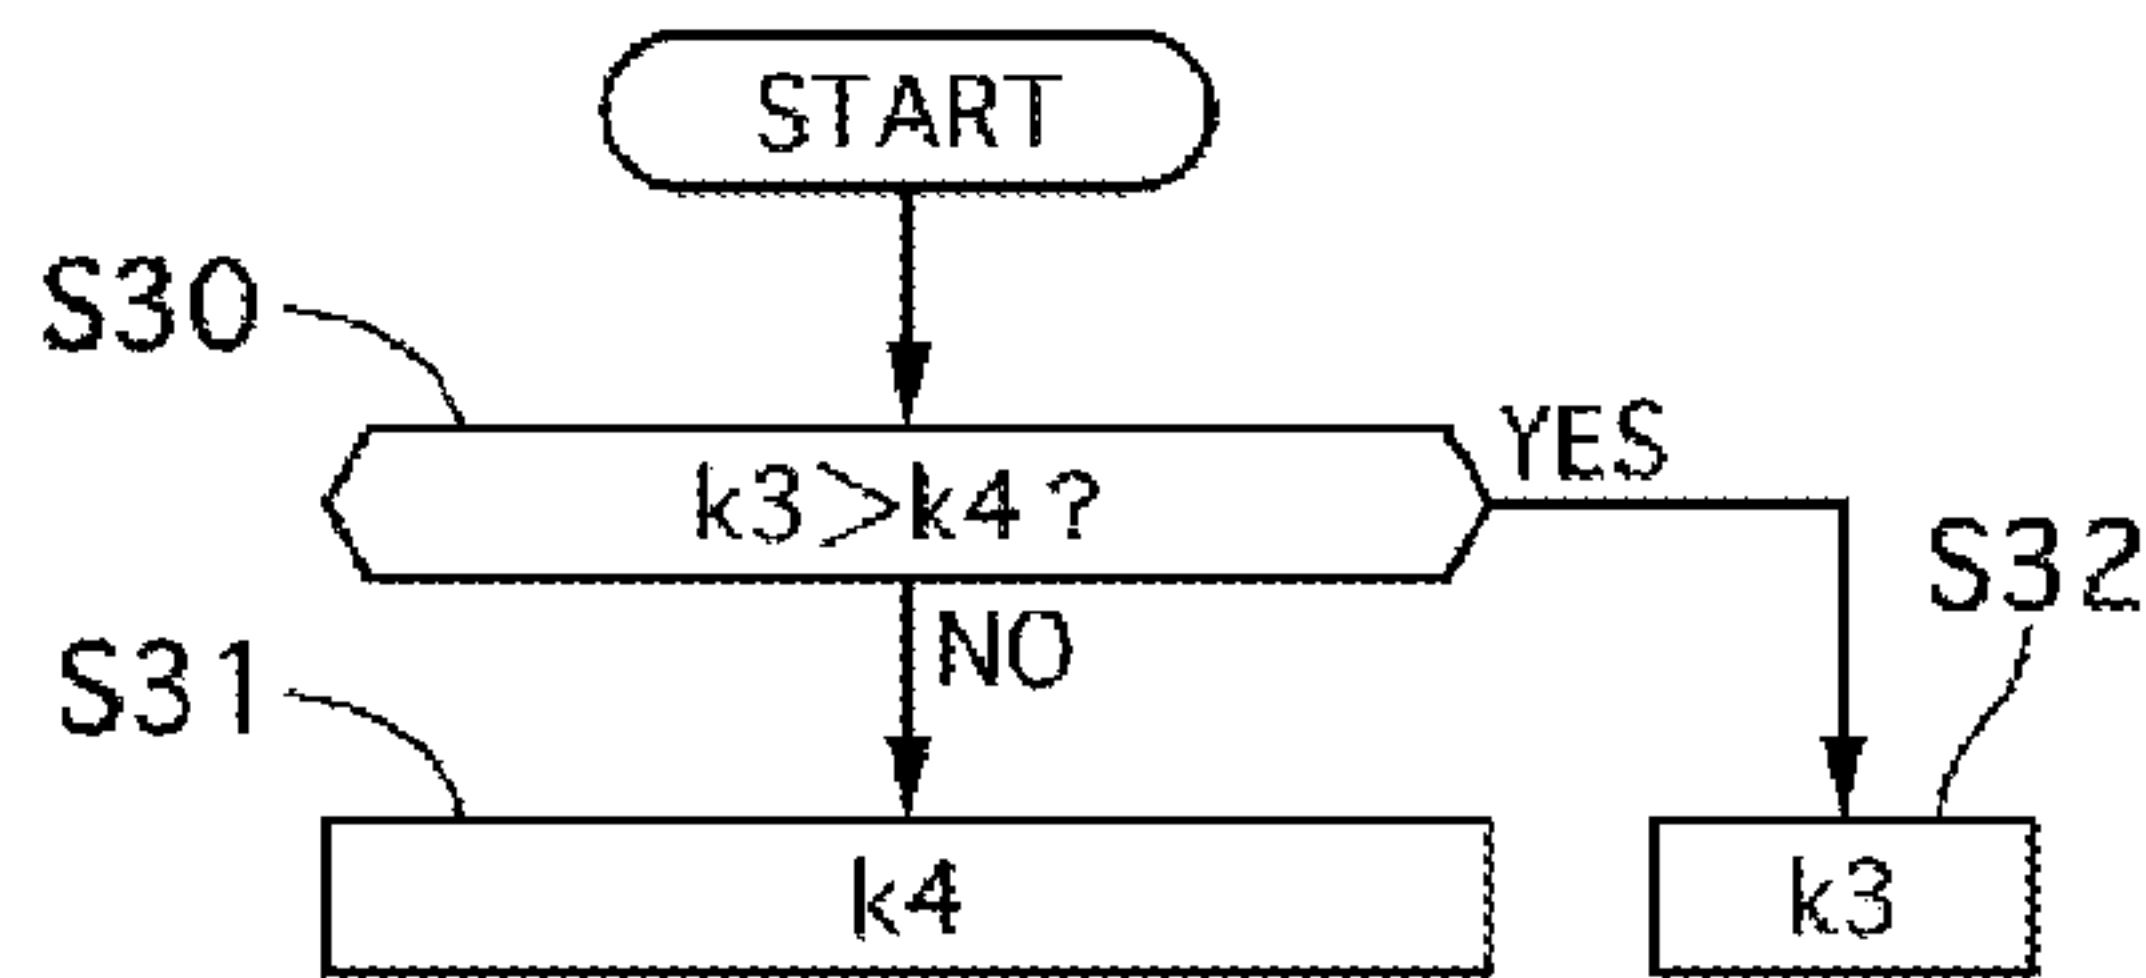 START
S30
YES
k3>k4?
S32
NO
S31
k4
k3